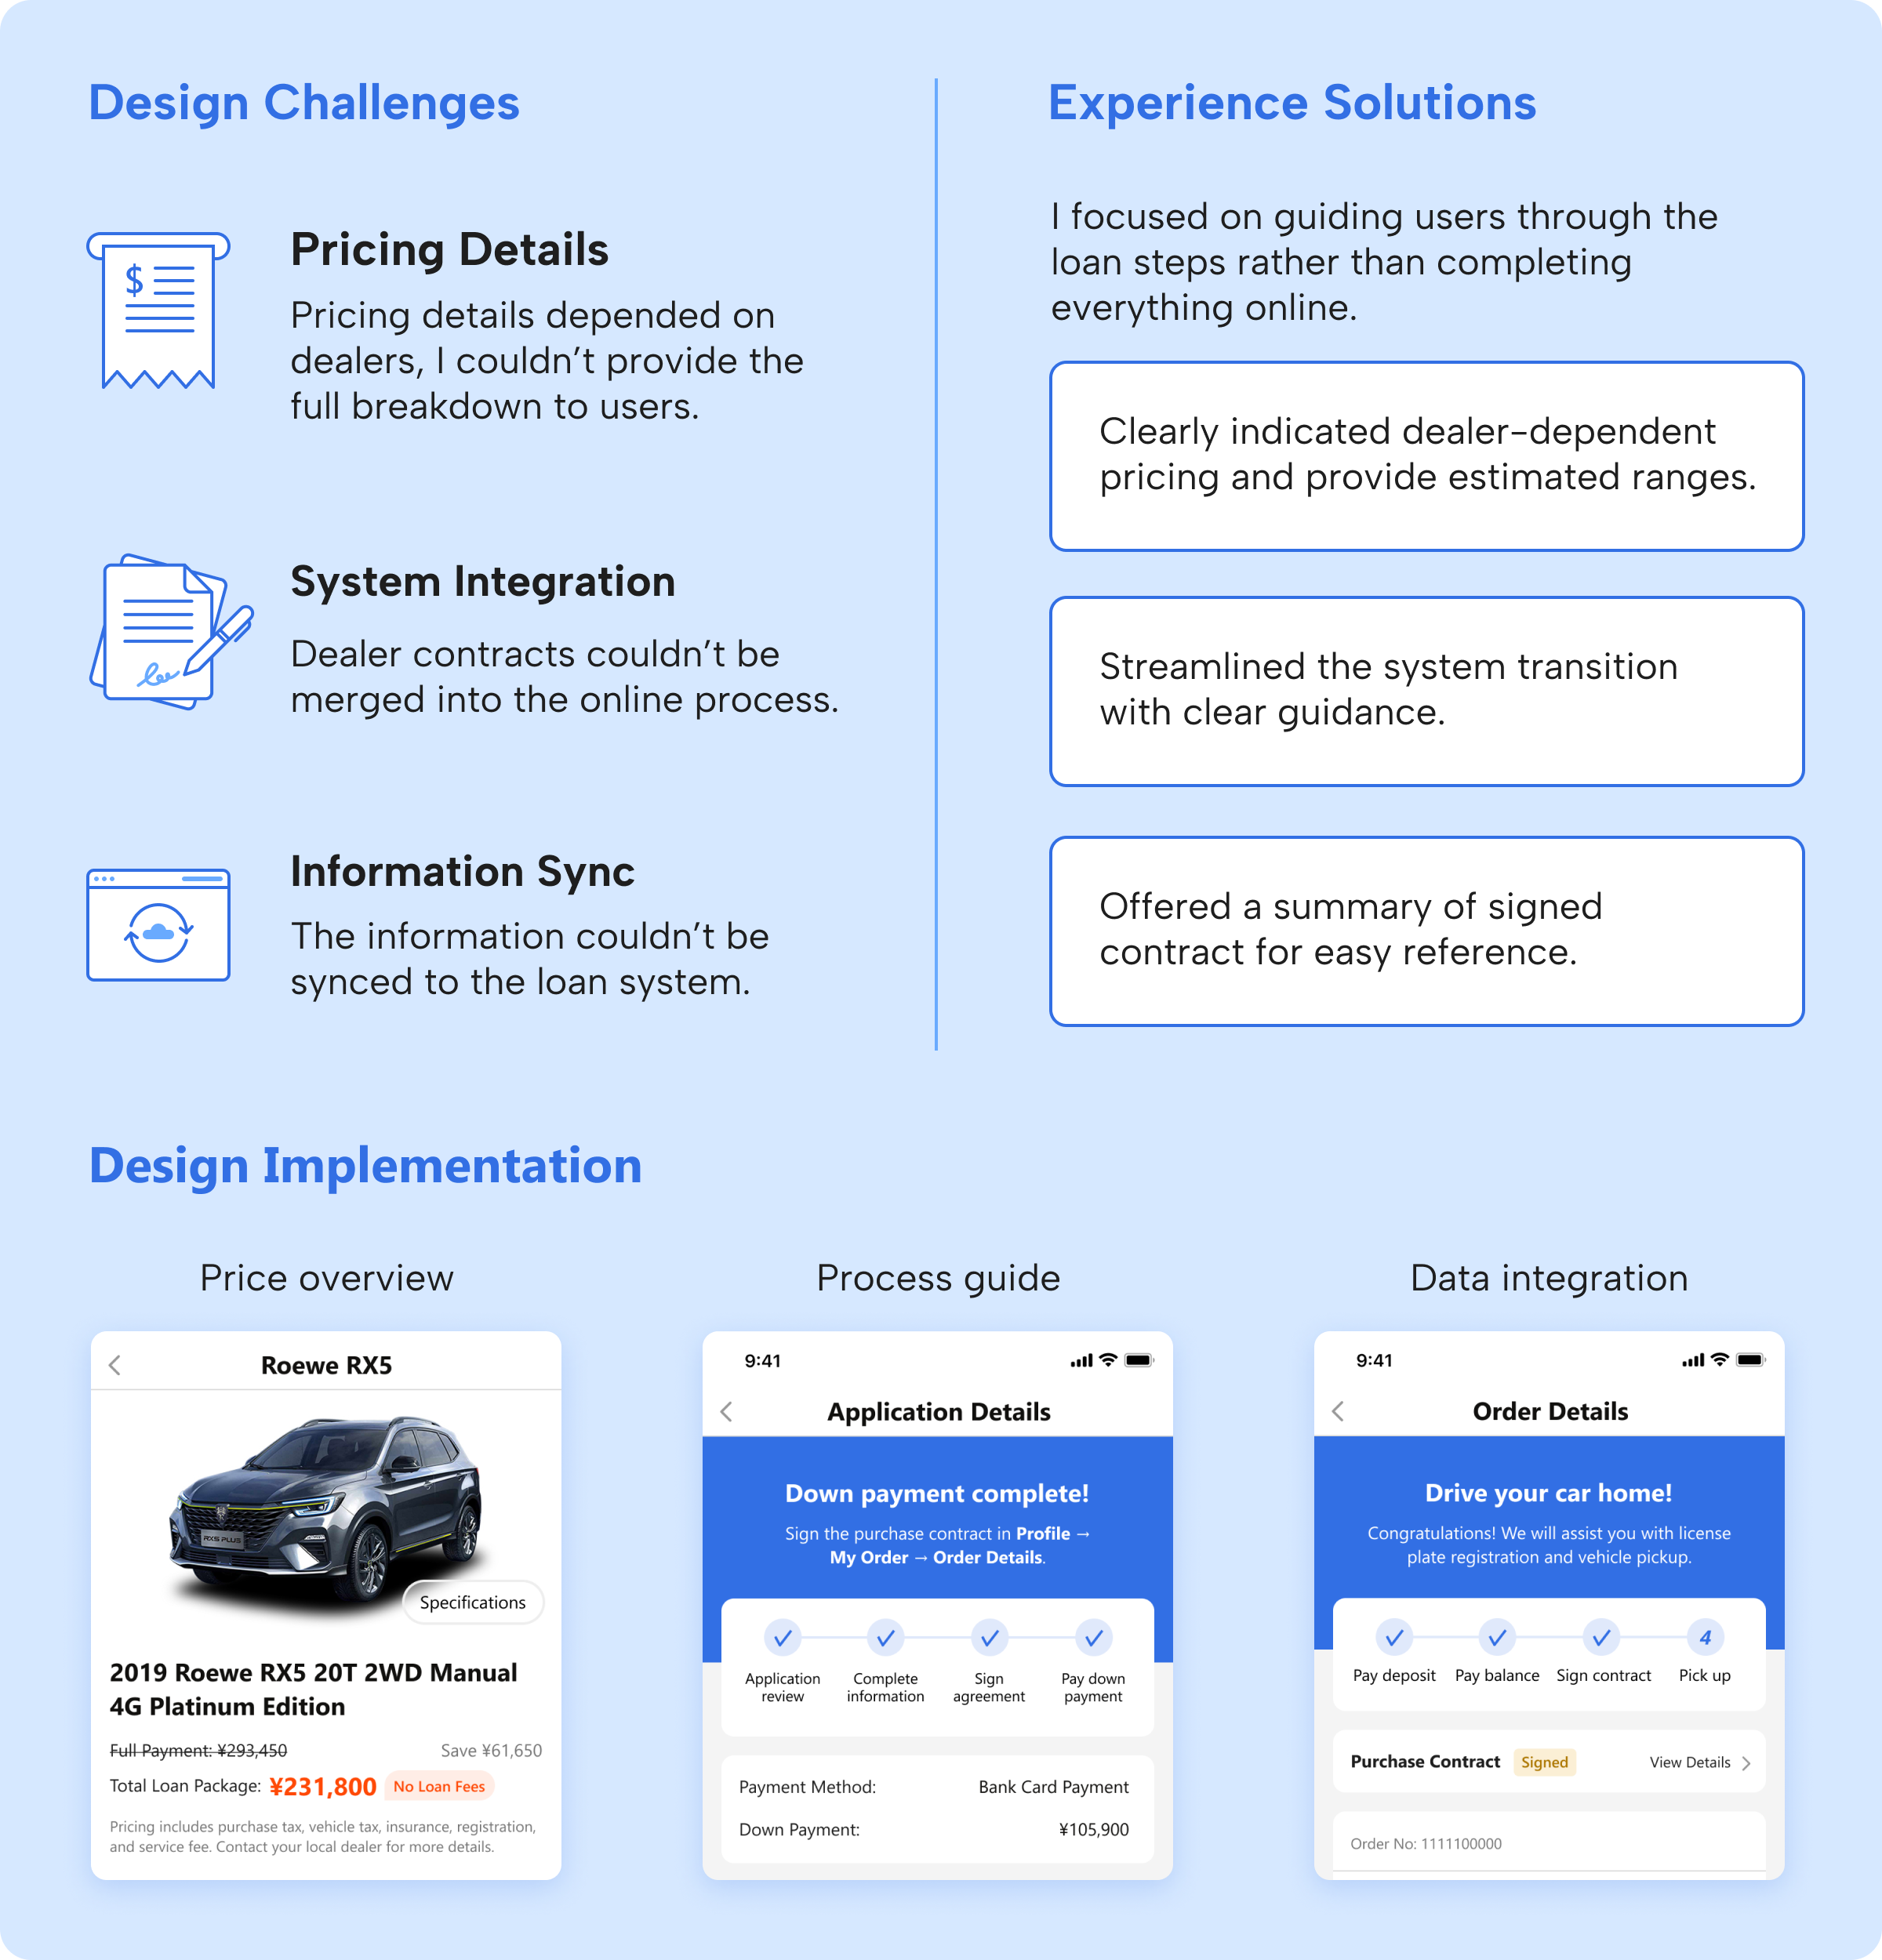 Design Challenges
Pricing Details
Pricing details depended on
dealers, I couldn’t provide the
full breakdown to users.
System Integration
Dealer contracts couldn’t be
merged into the online process.
Information Sync
The information couldn’t be
synced to the loan system.
Experience Solutions
I focused on guiding users through the
loan steps rather than completing
everything online.
Clearly indicated dealer-dependent
pricing and provide estimated ranges.
Streamlined the system transition
with clear guidance.
Offered a summary of signed
contract for easy reference.
Design Implementation
Price overview
Roewe RX5
RX5 PLUS
Specifications
2019 Roewe RX5 20T 2WD Manual
4G Platinum Edition
Full Payment: ¥293,450 Save ¥61,650
Total Loan Package: ¥231,800 No Loan Fees
Pricing includes purchase tax, vehicle tax, insurance, registration,
and service fee. Contact your local dealer for more details.
Process guide
9:41
Application Details
Down payment complete!
Sign the purchase contract in Profile →
My Order → Order Details.
Application review
Complete information
Sign agreement
Pay down payment
Payment Method: Bank Card Payment
Down Payment: ¥105,900
Data integration
9:41
Order Details
Drive your car home!
Congratulations! We will assist you with license
plate registration and vehicle pickup.
4
Pay deposit Pay balance Sign contract Pick up
Purchase Contract Signed View Details
Order No: 1111100000